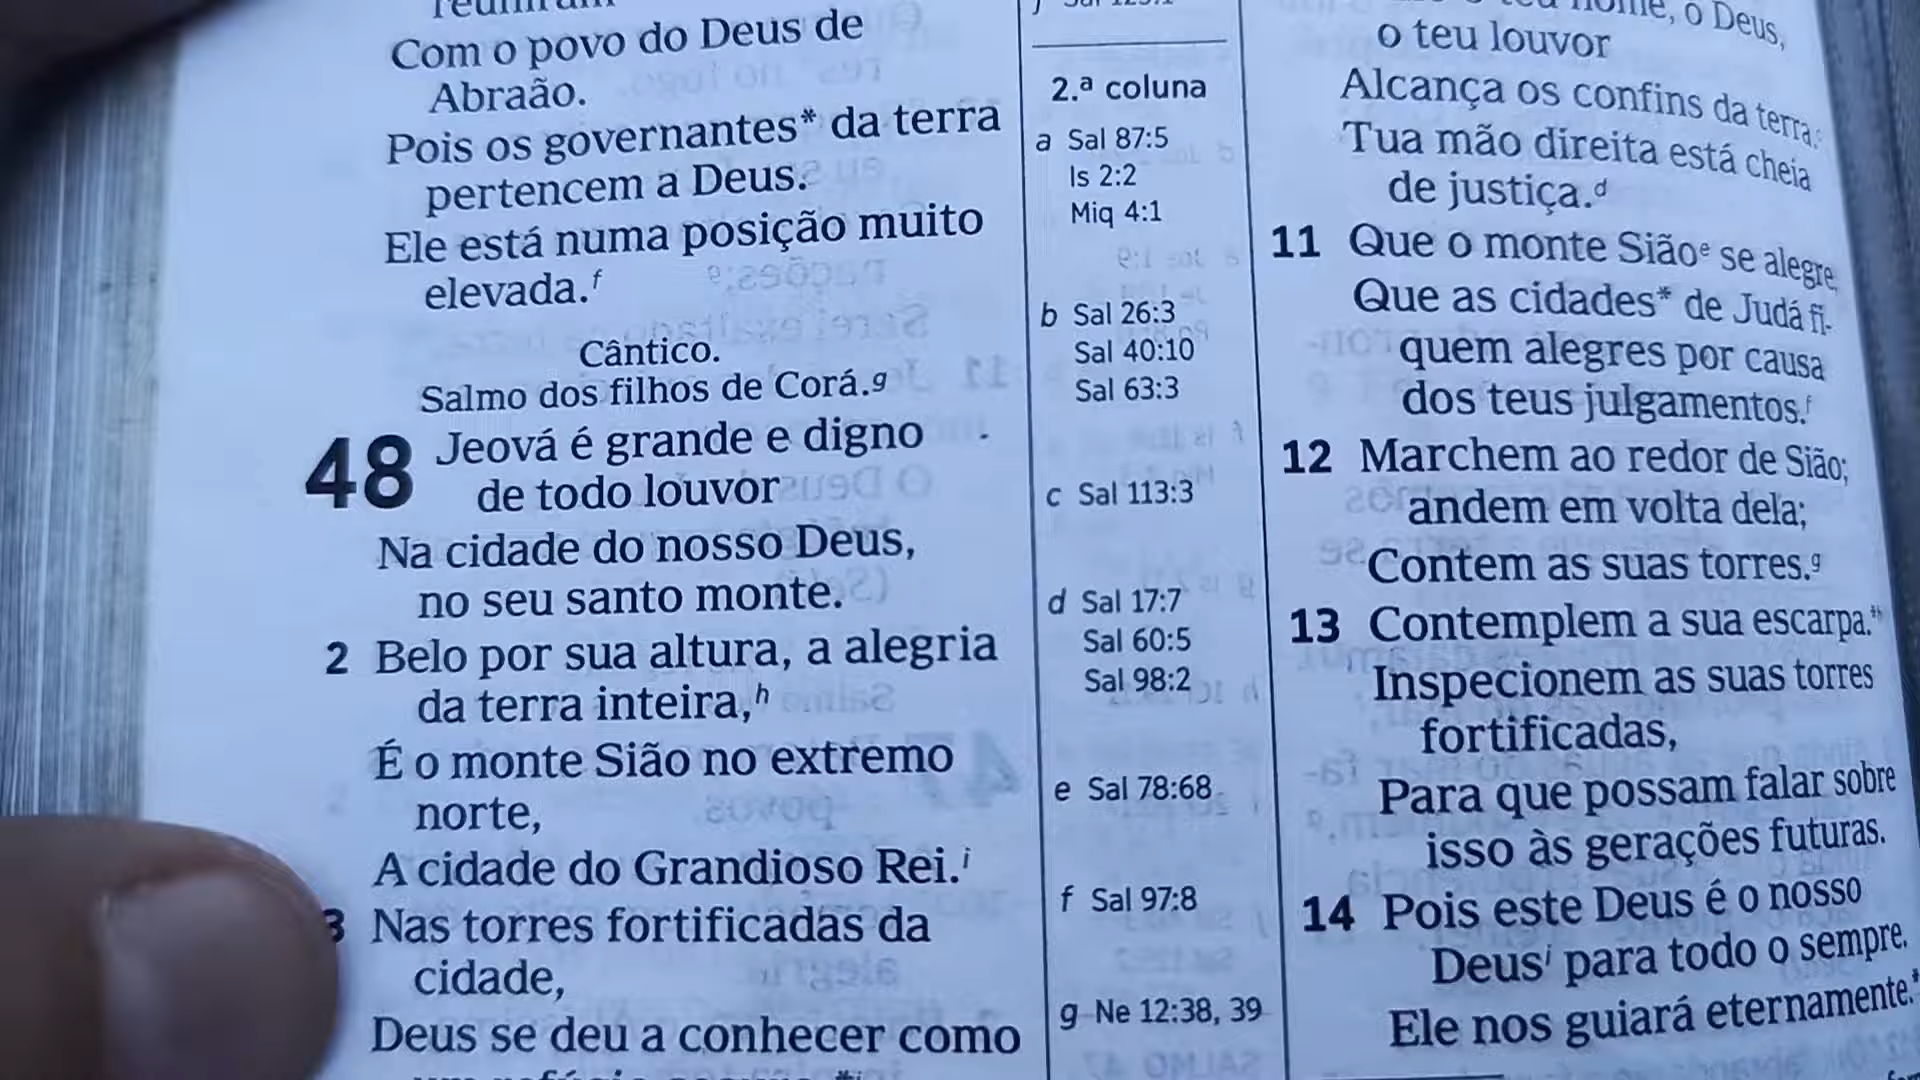 Com o povo do Deus de
Abraão.
Pois os governantes* da terra
pertencem a Deus.
Ele está numa posição muito
elevada.f
Cântico.
Salmo dos filhos de Corá.g
48 Jeová é grande e digno
de todo louvor
Na cidade do nosso Deus,
no seu santo monte.
2 Belo por sua altura, a alegria
da terra inteira,h
É o monte Sião no extremo
norte,
A cidade do Grandioso Rei.i
3 Nas torres fortificadas da
cidade,
Deus se deu a conhecer como
2.ª coluna
a Sal 87:5
Is 2:2
Miq 4:1
b Sal 26:3
Sal 40:10
Sal 63:3
c Sal 113:3
d Sal 17:7
Sal 60:5
Sal 98:2
e Sal 78:68
f Sal 97:8
g Ne 12:38, 39
nome, ó Deus,
o teu louvor
Alcança os confins da terra.c
Tua mão direita está cheia
de justiça.d
11 Que o monte Siãoe se alegre,
Que as cidades* de Judá fi-
quem alegres por causa
dos teus julgamentos.f
12 Marchem ao redor de Sião;
andem em volta dela;
Contem as suas torres.g
13 Contemplem a sua escarpa.*h
Inspecionem as suas torres
fortificadas,
Para que possam falar sobre
isso às gerações futuras.
14 Pois este Deus é o nosso
Deusi para todo o sempre.
Ele nos guiará eternamente.*